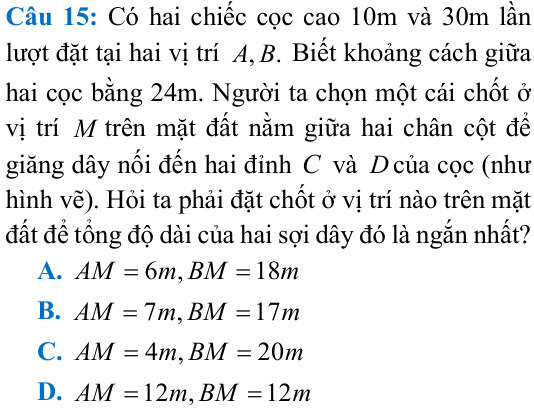 Câu 15: Có hai chiếc cọc cao 10m và 30m lần
lượt đặt tại hai vị trí A, B. Biết khoảng cách giữa
hai cọc bằng 24m. Người ta chọn một cái chốt ở
vị trí M trên mặt đất nằm giữa hai chân cột để
giăng dây nối đến hai đỉnh C và D của cọc (như
hình vẽ). Hỏi ta phải đặt chốt ở vị trí nào trên mặt
đất để tổng độ dài của hai sợi dây đó là ngắn nhất?
A. AM = 6m, BM = 18m
B. AM = 7m, BM = 17m
C. AM = 4m, BM = 20m
D. AM = 12m, BM = 12m